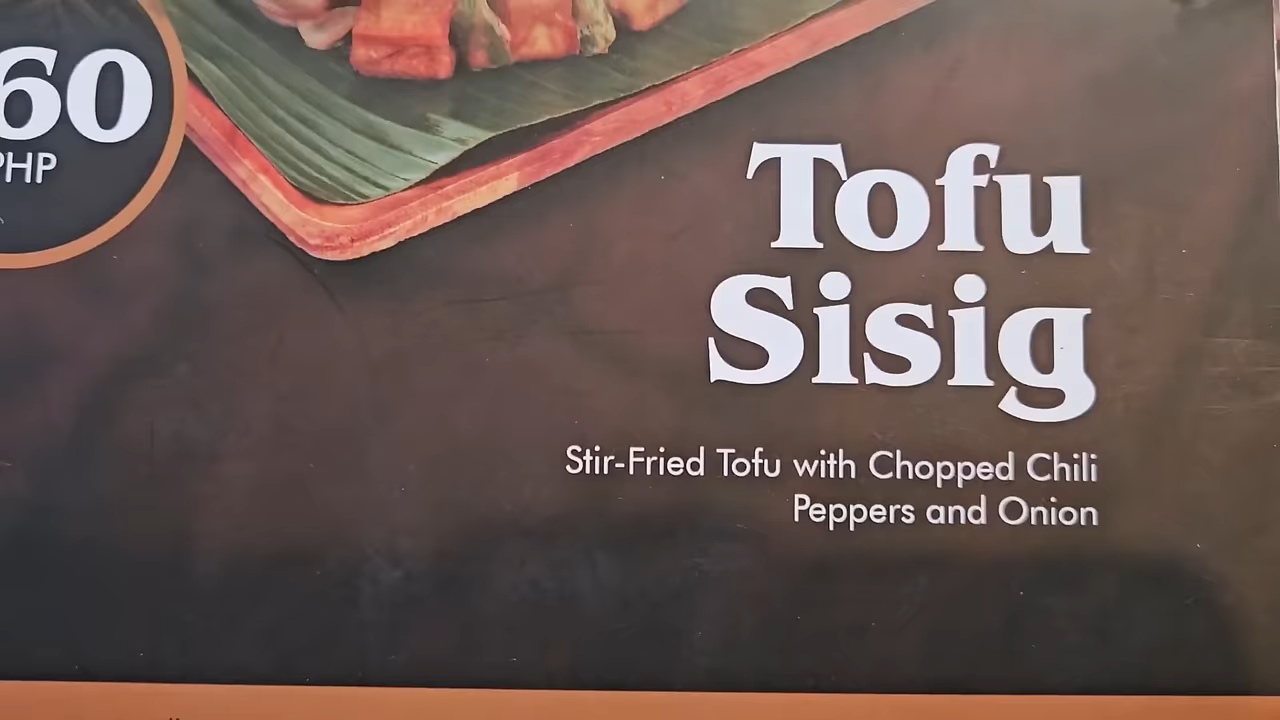 60
PHP
Tofu
Sisig
Stir-Fried Tofu with Chopped Chili
Peppers and Onion